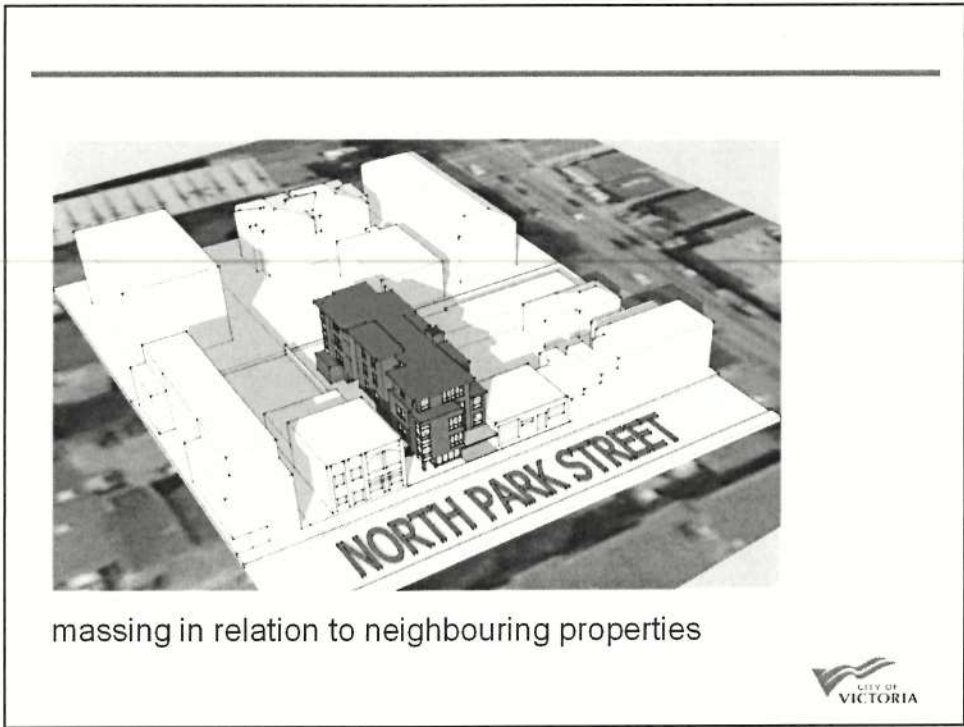 NORTH PARK STREET
massing in relation to neighbouring properties
CITY OF
VICTORIA